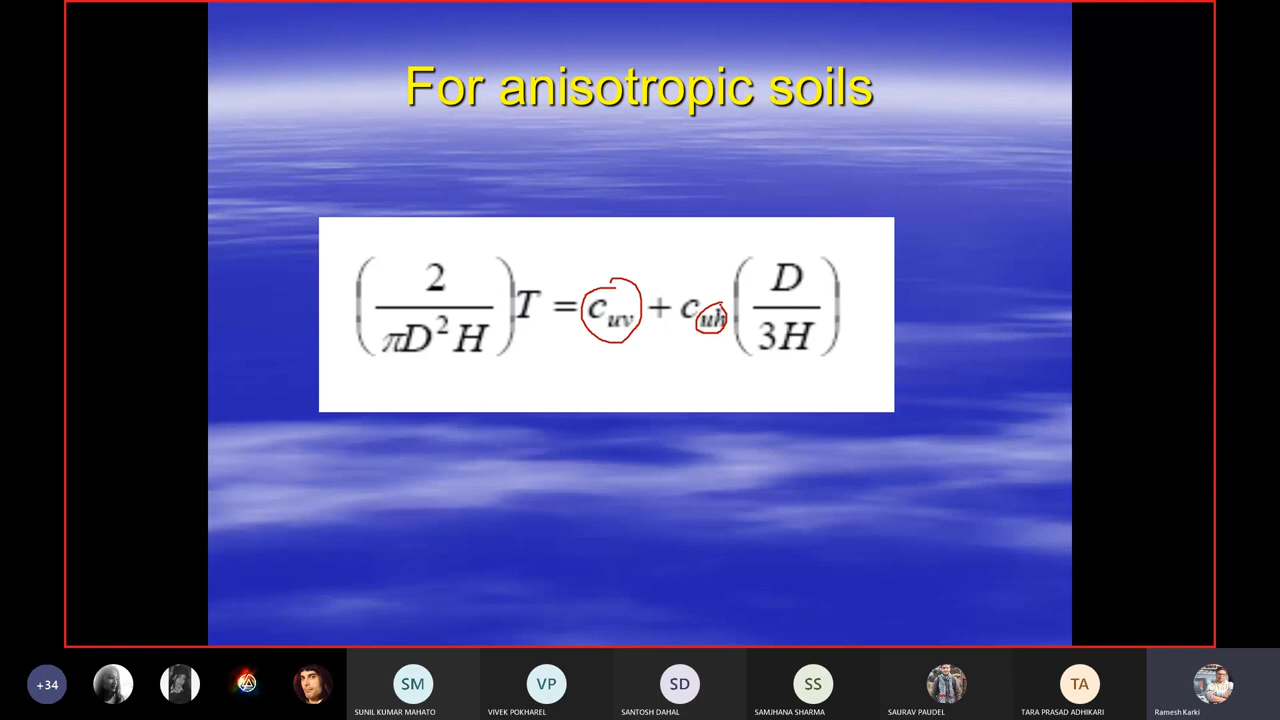 For anisotropic soils
(2/πD²H)T = c_uv + c_uh(D/3H)
+34
SM
VP
SD
SS
TA
SUNIL KUMAR MAHATO
VIVEK POKHAREL
SANTOSH DAHAL
SAMJHANA SHARMA
SAURAV PAUDEL
TARA PRASAD ADHIKARI
Ramesh Karki